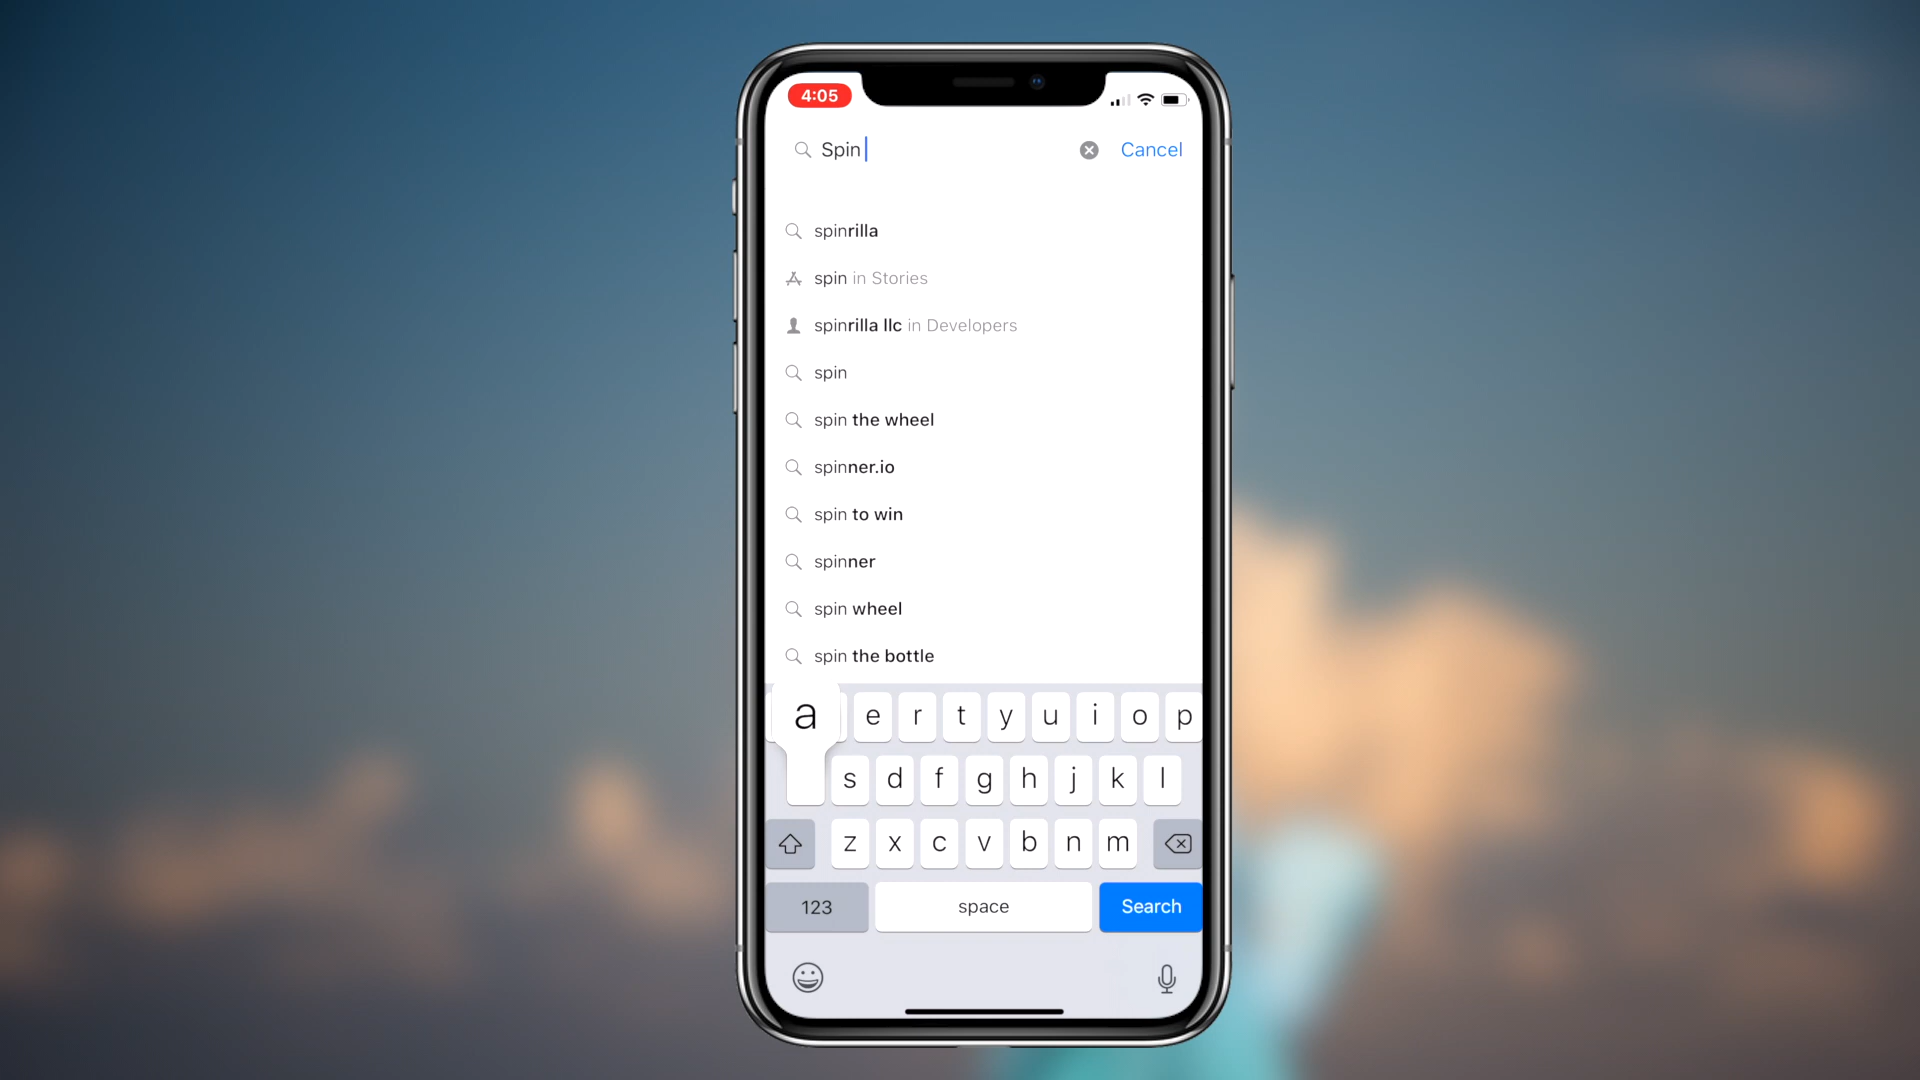 4:05
Spin
Cancel
spinrilla
spin in Stories
spinrilla llc in Developers
spin
spin the wheel
spinner.io
spin to win
spinner
spin wheel
spin the bottle
a e r t y u i o p
s d f g h j k l
z x c v b n m
123 space Search